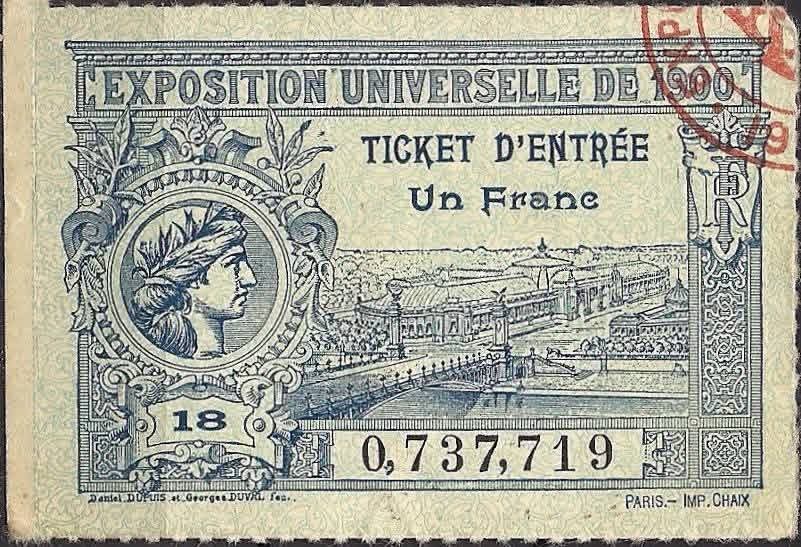 EXPOSITION UNIVERSELLE DE 1900
TICKET D'ENTRÉE
Un Franc
RF
18
0,737,719
Daniel DUPUIS et Georges DUVAL fec.
PARIS.- IMP. CHAIX